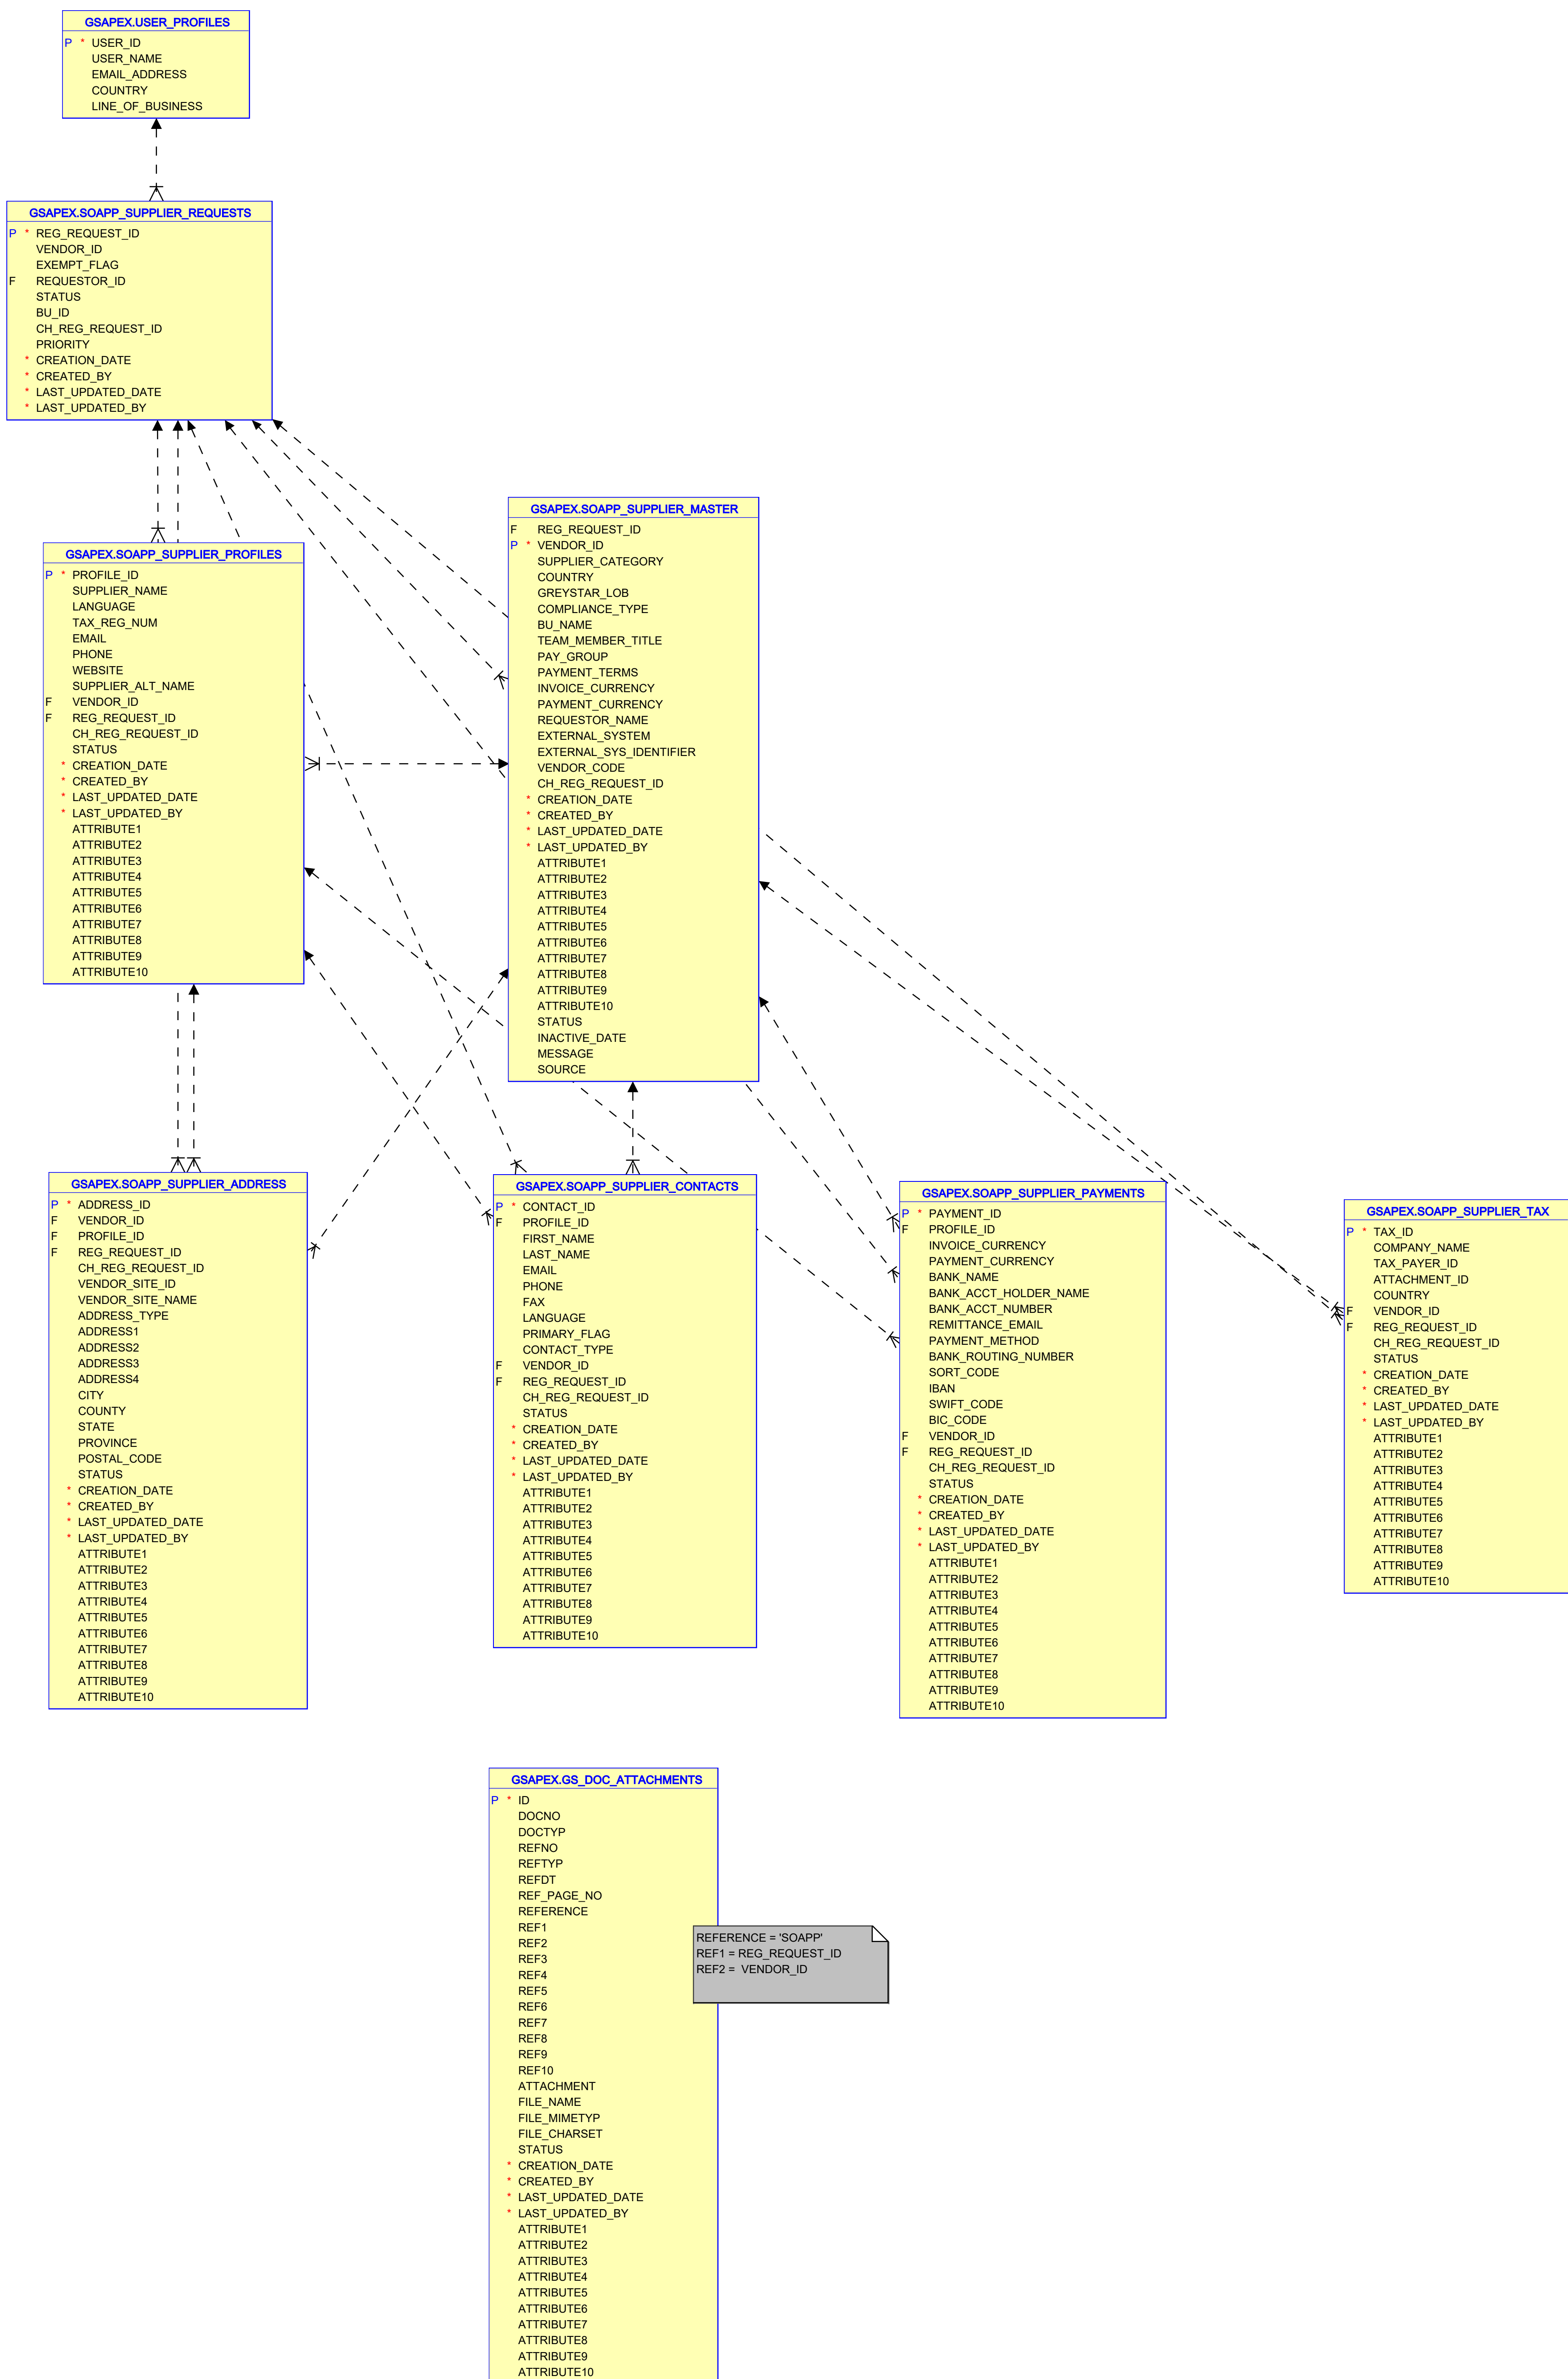 GSAPEX.USER_PROFILES
P * USER_ID
USER_NAME
EMAIL_ADDRESS
COUNTRY
LINE_OF_BUSINESS
GSAPEX.SOAPP_SUPPLIER_REQUESTS
P * REG_REQUEST_ID
VENDOR_ID
EXEMPT_FLAG
F REQUESTOR_ID
STATUS
BU_ID
CH_REG_REQUEST_ID
PRIORITY
* CREATION_DATE
* CREATED_BY
* LAST_UPDATED_DATE
* LAST_UPDATED_BY
GSAPEX.SOAPP_SUPPLIER_MASTER
F REG_REQUEST_ID
P * VENDOR_ID
SUPPLIER_CATEGORY
COUNTRY
GREYSTAR_LOB
COMPLIANCE_TYPE
BU_NAME
TEAM_MEMBER_TITLE
PAY_GROUP
PAYMENT_TERMS
INVOICE_CURRENCY
PAYMENT_CURRENCY
REQUESTOR_NAME
EXTERNAL_SYSTEM
EXTERNAL_SYS_IDENTIFIER
VENDOR_CODE
CH_REG_REQUEST_ID
* CREATION_DATE
* CREATED_BY
* LAST_UPDATED_DATE
* LAST_UPDATED_BY
ATTRIBUTE1
ATTRIBUTE2
ATTRIBUTE3
ATTRIBUTE4
ATTRIBUTE5
ATTRIBUTE6
ATTRIBUTE7
ATTRIBUTE8
ATTRIBUTE9
ATTRIBUTE10
STATUS
INACTIVE_DATE
MESSAGE
SOURCE
GSAPEX.SOAPP_SUPPLIER_PROFILES
P * PROFILE_ID
SUPPLIER_NAME
LANGUAGE
TAX_REG_NUM
EMAIL
PHONE
WEBSITE
SUPPLIER_ALT_NAME
F VENDOR_ID
F REG_REQUEST_ID
CH_REG_REQUEST_ID
STATUS
* CREATION_DATE
* CREATED_BY
* LAST_UPDATED_DATE
* LAST_UPDATED_BY
ATTRIBUTE1
ATTRIBUTE2
ATTRIBUTE3
ATTRIBUTE4
ATTRIBUTE5
ATTRIBUTE6
ATTRIBUTE7
ATTRIBUTE8
ATTRIBUTE9
ATTRIBUTE10
GSAPEX.SOAPP_SUPPLIER_ADDRESS
P * ADDRESS_ID
F VENDOR_ID
F PROFILE_ID
F REG_REQUEST_ID
CH_REG_REQUEST_ID
VENDOR_SITE_ID
VENDOR_SITE_NAME
ADDRESS_TYPE
ADDRESS1
ADDRESS2
ADDRESS3
ADDRESS4
CITY
COUNTY
STATE
PROVINCE
POSTAL_CODE
STATUS
* CREATION_DATE
* CREATED_BY
* LAST_UPDATED_DATE
* LAST_UPDATED_BY
ATTRIBUTE1
ATTRIBUTE2
ATTRIBUTE3
ATTRIBUTE4
ATTRIBUTE5
ATTRIBUTE6
ATTRIBUTE7
ATTRIBUTE8
ATTRIBUTE9
ATTRIBUTE10
GSAPEX.SOAPP_SUPPLIER_CONTACTS
P * CONTACT_ID
F PROFILE_ID
FIRST_NAME
LAST_NAME
EMAIL
PHONE
FAX
LANGUAGE
PRIMARY_FLAG
CONTACT_TYPE
F VENDOR_ID
F REG_REQUEST_ID
CH_REG_REQUEST_ID
STATUS
* CREATION_DATE
* CREATED_BY
* LAST_UPDATED_DATE
* LAST_UPDATED_BY
ATTRIBUTE1
ATTRIBUTE2
ATTRIBUTE3
ATTRIBUTE4
ATTRIBUTE5
ATTRIBUTE6
ATTRIBUTE7
ATTRIBUTE8
ATTRIBUTE9
ATTRIBUTE10
GSAPEX.SOAPP_SUPPLIER_PAYMENTS
P * PAYMENT_ID
F PROFILE_ID
INVOICE_CURRENCY
PAYMENT_CURRENCY
BANK_NAME
BANK_ACCT_HOLDER_NAME
BANK_ACCT_NUMBER
REMITTANCE_EMAIL
PAYMENT_METHOD
BANK_ROUTING_NUMBER
SORT_CODE
IBAN
SWIFT_CODE
BIC_CODE
F VENDOR_ID
F REG_REQUEST_ID
CH_REG_REQUEST_ID
STATUS
* CREATION_DATE
* CREATED_BY
* LAST_UPDATED_DATE
* LAST_UPDATED_BY
ATTRIBUTE1
ATTRIBUTE2
ATTRIBUTE3
ATTRIBUTE4
ATTRIBUTE5
ATTRIBUTE6
ATTRIBUTE7
ATTRIBUTE8
ATTRIBUTE9
ATTRIBUTE10
GSAPEX.SOAPP_SUPPLIER_TAX
P * TAX_ID
COMPANY_NAME
TAX_PAYER_ID
ATTACHMENT_ID
COUNTRY
F VENDOR_ID
F REG_REQUEST_ID
CH_REG_REQUEST_ID
STATUS
* CREATION_DATE
* CREATED_BY
* LAST_UPDATED_DATE
* LAST_UPDATED_BY
ATTRIBUTE1
ATTRIBUTE2
ATTRIBUTE3
ATTRIBUTE4
ATTRIBUTE5
ATTRIBUTE6
ATTRIBUTE7
ATTRIBUTE8
ATTRIBUTE9
ATTRIBUTE10
GSAPEX.GS_DOC_ATTACHMENTS
P * ID
DOCNO
DOCTYP
REFNO
REFTYP
REFDT
REF_PAGE_NO
REFERENCE
REF1
REF2
REF3
REF4
REF5
REF6
REF7
REF8
REF9
REF10
ATTACHMENT
FILE_NAME
FILE_MIMETYP
FILE_CHARSET
STATUS
* CREATION_DATE
* CREATED_BY
* LAST_UPDATED_DATE
* LAST_UPDATED_BY
ATTRIBUTE1
ATTRIBUTE2
ATTRIBUTE3
ATTRIBUTE4
ATTRIBUTE5
ATTRIBUTE6
ATTRIBUTE7
ATTRIBUTE8
ATTRIBUTE9
ATTRIBUTE10
REFERENCE = 'SOAPP'
REF1 = REG_REQUEST_ID
REF2 = VENDOR_ID